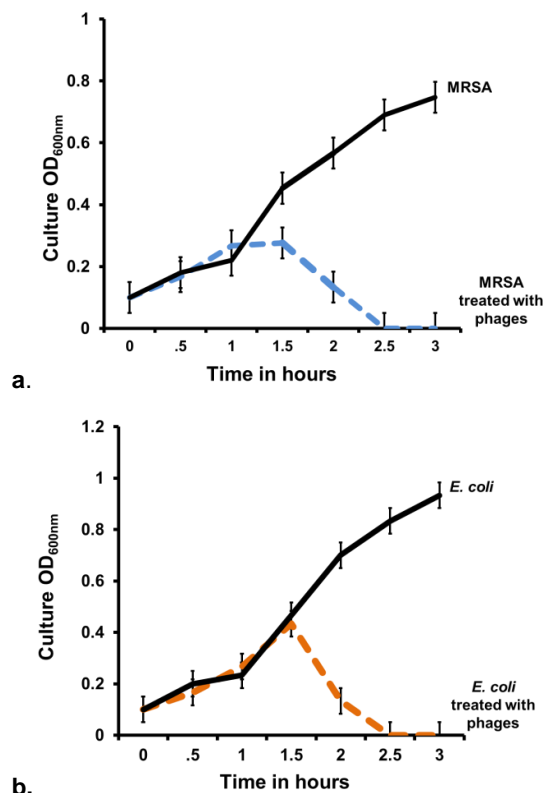 1
0.8
0.6
0.4
0.2
0
Culture OD600nm
MRSA
MRSA
treated with
phages
0 .5 1 1.5 2 2.5 3
Time in hours
a.
1.2
1
0.8
0.6
0.4
0.2
0
Culture OD600nm
E. coli
E. coli
treated with
phages
0 .5 1 1.5 2 2.5 3
Time in hours
b.